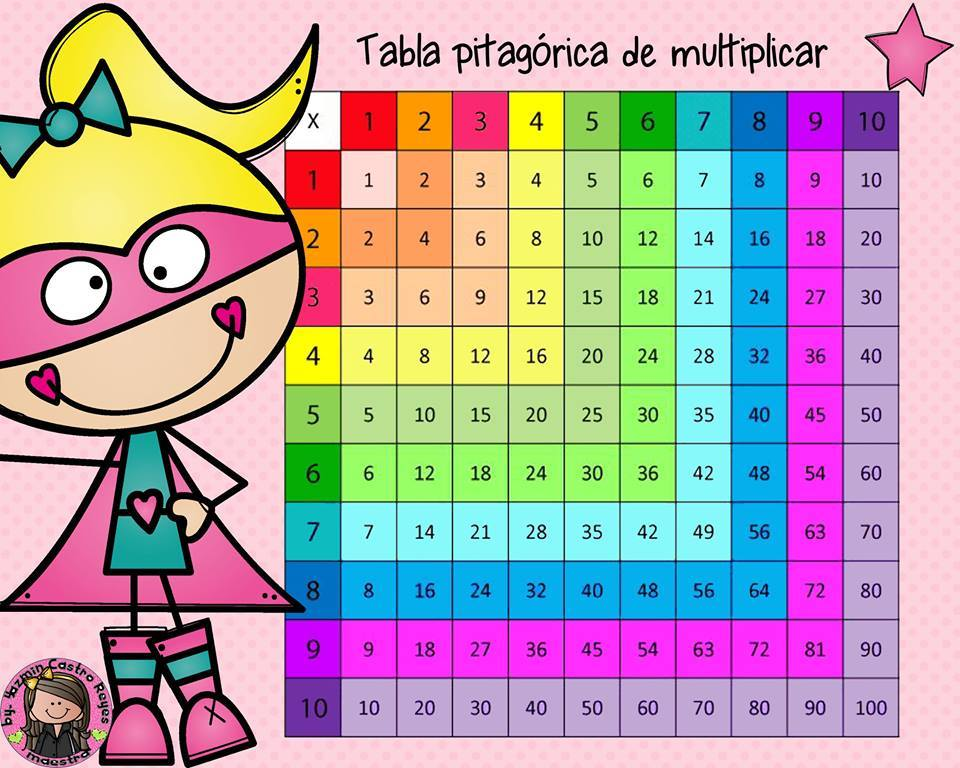 Tabla pitagórica de multiplicar
x 1 2 3 4 5 6 7 8 9 10
1 1 2 3 4 5 6 7 8 9 10
2 2 4 6 8 10 12 14 16 18 20
3 3 6 9 12 15 18 21 24 27 30
4 4 8 12 16 20 24 28 32 36 40
5 5 10 15 20 25 30 35 40 45 50
6 6 12 18 24 30 36 42 48 54 60
7 7 14 21 28 35 42 49 56 63 70
8 8 16 24 32 40 48 56 64 72 80
9 9 18 27 36 45 54 63 72 81 90
10 10 20 30 40 50 60 70 80 90 100
by: Yazmin Castro Reyes
maestra